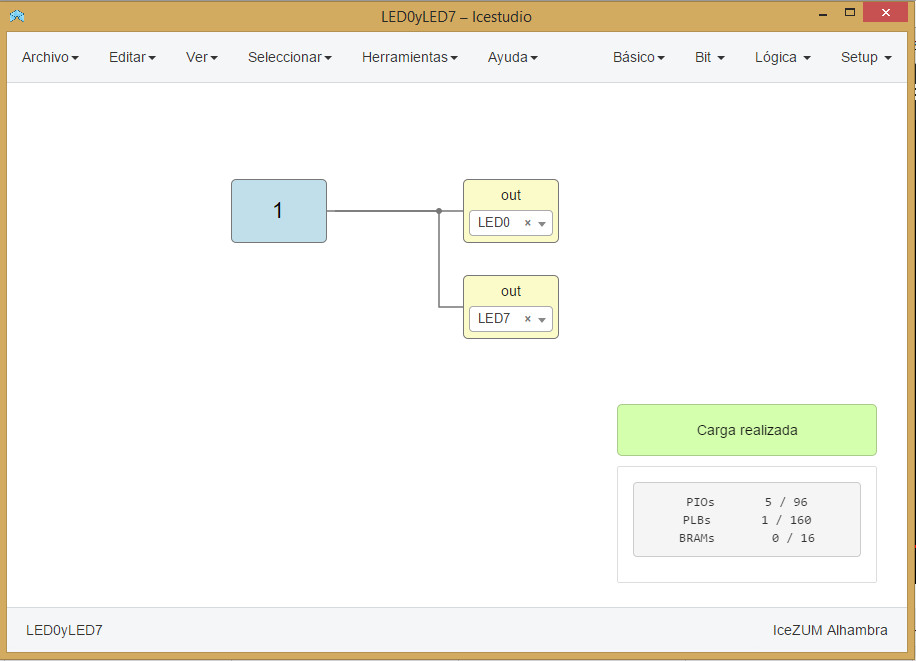 LED0yLED7 – Icestudio
Archivo Editar Ver Seleccionar Herramientas Ayuda Básico Bit Lógica Setup
1
out
LED0 ×
out
LED7 ×
Carga realizada
PIOs 5 / 96
PLBs 1 / 160
BRAMs 0 / 16
LED0yLED7 IceZUM Alhambra